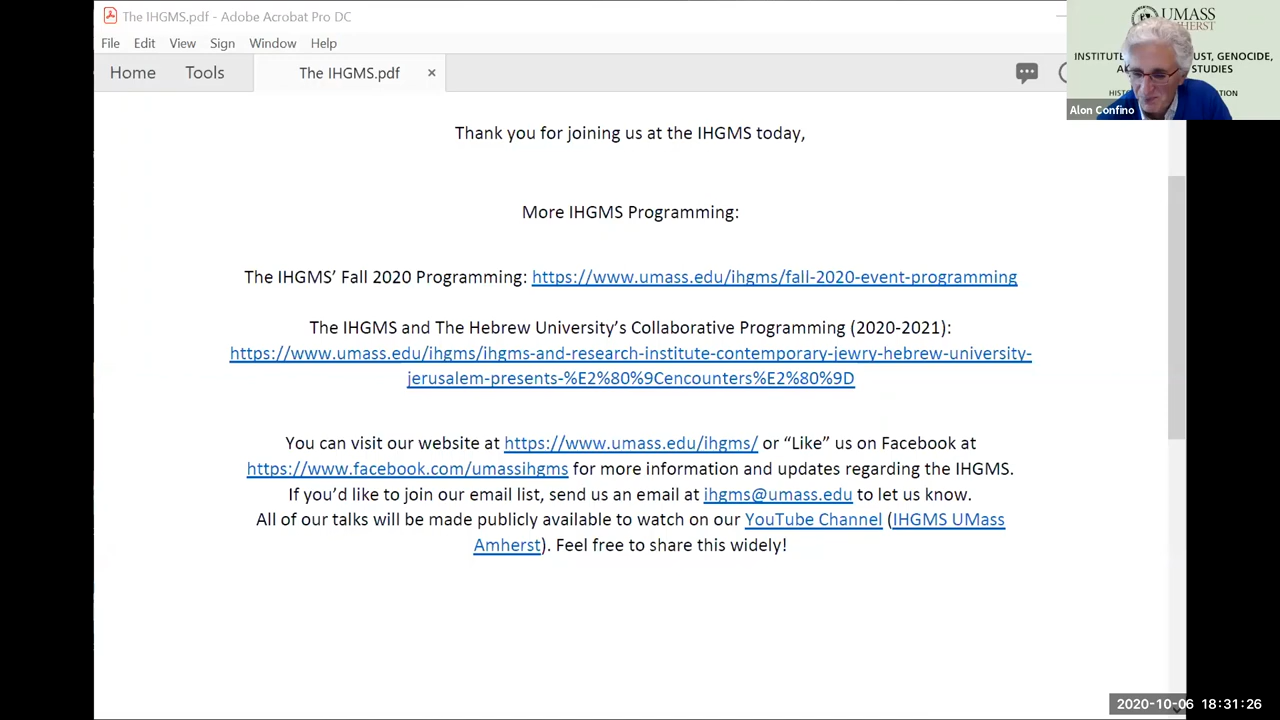 The IHGMS.pdf - Adobe Acrobat Pro DC
File Edit View Sign Window Help
Home Tools The IHGMS.pdf ×
Thank you for joining us at the IHGMS today,
More IHGMS Programming:
The IHGMS’ Fall 2020 Programming: https://www.umass.edu/ihgms/fall-2020-event-programming
The IHGMS and The Hebrew University’s Collaborative Programming (2020-2021):
https://www.umass.edu/ihgms/ihgms-and-research-institute-contemporary-jewry-hebrew-university-
jerusalem-presents-%E2%80%9Cencounters%E2%80%9D
You can visit our website at https://www.umass.edu/ihgms/ or “Like” us on Facebook at
https://www.facebook.com/umassihgms for more information and updates regarding the IHGMS.
If you’d like to join our email list, send us an email at ihgms@umass.edu to let us know.
All of our talks will be made publicly available to watch on our YouTube Channel (IHGMS UMass
Amherst). Feel free to share this widely!
UMASS
INSTITUTE GENOCIDE,
STUDIES
Alon Confino
2020-10-06 18:31:26